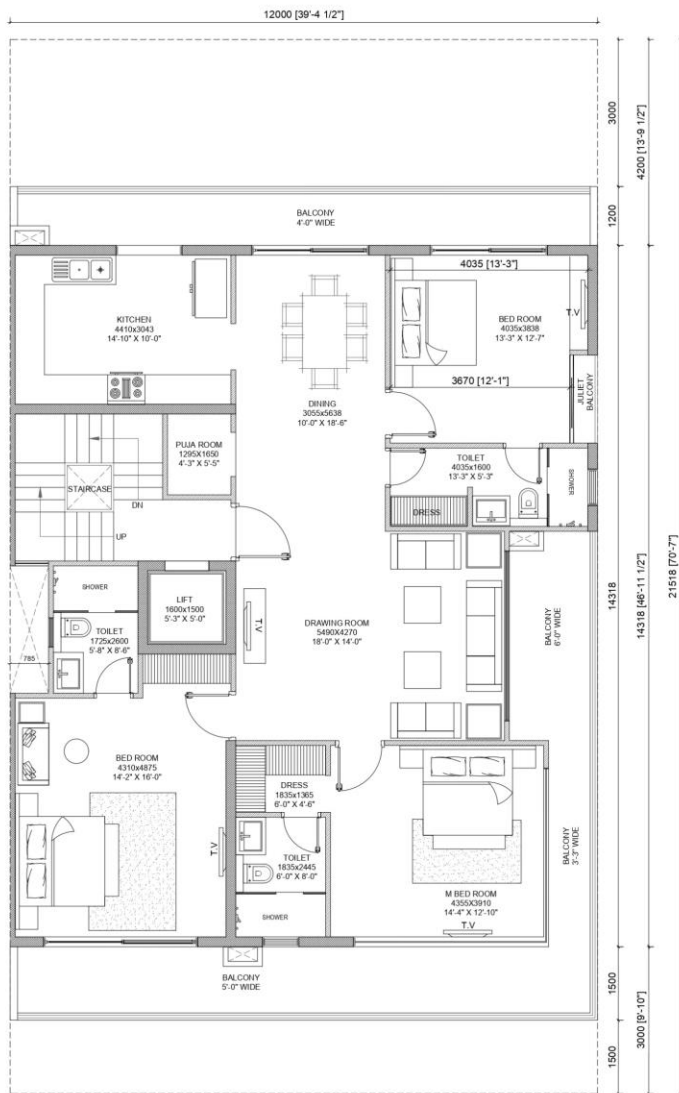 12000 [39'-4 1/2"]
3000
4200 [13'-9 1/2"]
1200
BALCONY
4'-0" WIDE
4035 [13'-3"]
KITCHEN
4410x3043
14'-10" X 10'-0"
BED ROOM
4035x3838
13'-3" X 12'-7"
T.V
3670 [12'-1"]
JULIET
BALCONY
DINING
3055x5638
10'-0" X 18'-6"
PUJA ROOM
1295X1650
4'-3" X 5'-5"
TOILET
4035x1600
13'-3" X 5'-3"
SHOWER
STAIRCASE
DN
UP
DRESS
14318
14318 [46'-11 1/2"]
21518 [70'-7"]
SHOWER
LIFT
1600x1500
5'-3" X 5'-0"
TOILET
1725x2600
5'-8" X 8'-6"
785
T.V
DRAWING ROOM
5490X4270
18'-0" X 14'-0"
BALCONY
6'-0" WIDE
BED ROOM
4310x4875
14'-2" X 16'-0"
T.V
DRESS
1835x1365
6'-0" X 4'-6"
TOILET
1835x2445
6'-0" X 8'-0"
SHOWER
M BED ROOM
4355X3910
14'-4" X 12'-10"
T.V
BALCONY
3'-3" WIDE
BALCONY
5'-0" WIDE
1500
3000 [9'-10"]
1500